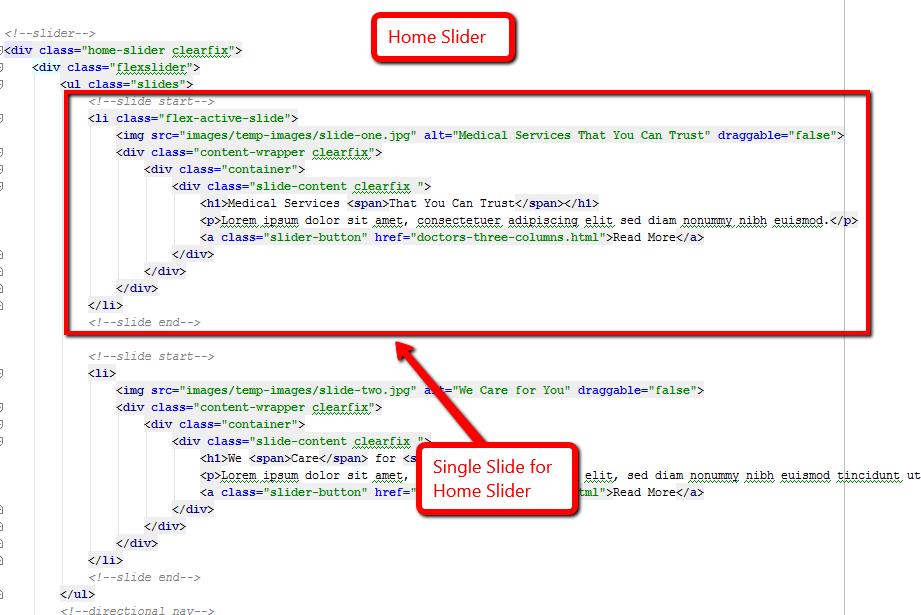 Home Slider
<!--slider-->
<div class="home-slider clearfix">
<div class="flexslider">
<ul class="slides">
<!--slide start-->
<li class="flex-active-slide">
<img src="images/temp-images/slide-one.jpg" alt="Medical Services That You Can Trust" draggable="false">
<div class="content-wrapper clearfix">
<div class="container">
<div class="slide-content clearfix ">
<h1>Medical Services <span>That You Can Trust</span></h1>
<p>Lorem ipsum dolor sit amet, consectetuer adipiscing elit sed diam nonummy nibh euismod.</p>
<a class="slider-button" href="doctors-three-columns.html">Read More</a>
</div>
</div>
</div>
</li>
<!--slide end-->
<!--slide start-->
<li>
<img src="images/temp-images/slide-two.jpg" alt="We Care for You" draggable="false">
<div class="content-wrapper clearfix">
<div class="container">
<div class="slide-content clearfix ">
<h1>We <span>Care</span> for <s
<p>Lorem ipsum dolor sit amet, elit, sed diam nonummy nibh euismod tincidunt ut
<a class="slider-button" href=" ml">Read More</a>
Single Slide for
Home Slider
</div>
</div>
</div>
</li>
<!--slide end-->
</ul>
<!--directional nav-->